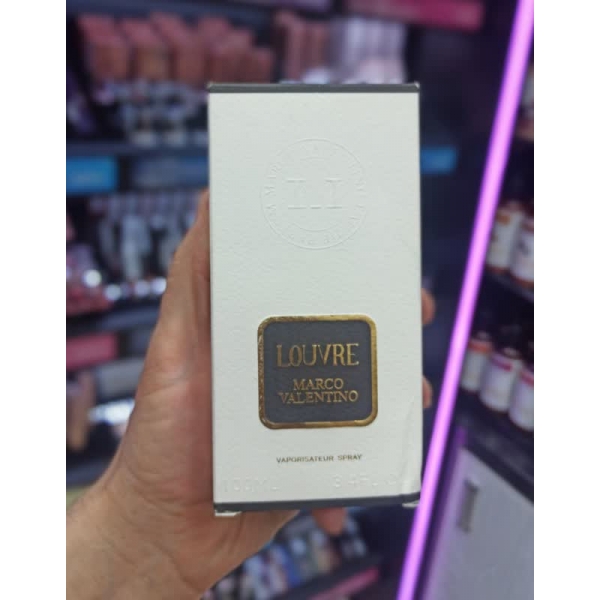 LOUVRE
MARCO
VALENTINO
VAPORISATEUR SPRAY